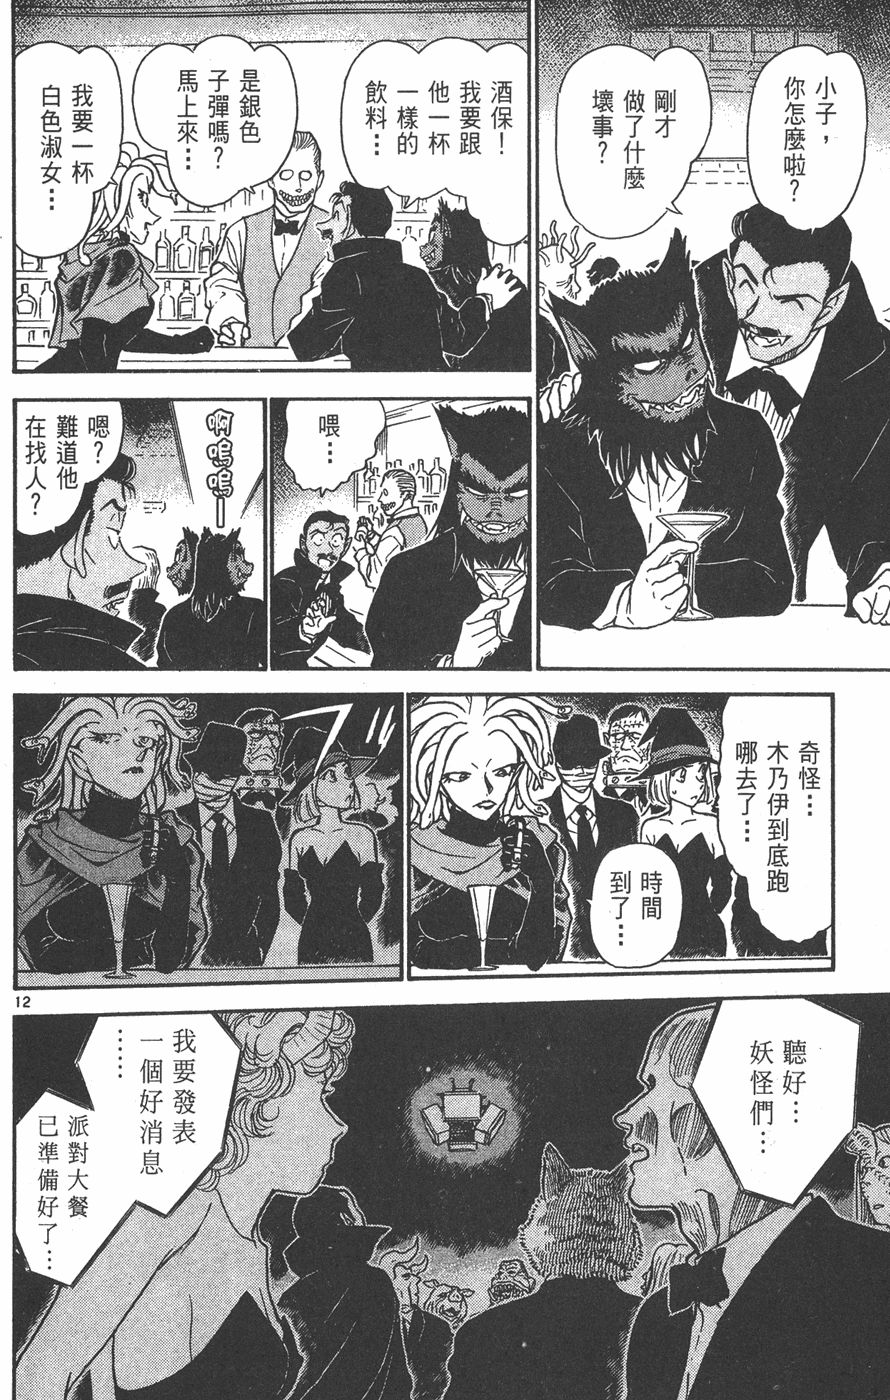 小子，
你怎麼啦？
剛才
做了什麼
壞事？
酒保！
我要跟
他一杯
一樣的
飲料…
是銀色
子彈嗎？
馬上來…
我要一杯
白色淑女…
喂…
啊嗚嗚—
嗯？
難道他
在找人？
奇怪…
木乃伊到底跑
哪去了…
時間
到了…
12
聽好…
妖怪們…
我要發表
一個好消息
……
派對大餐
已準備好了…